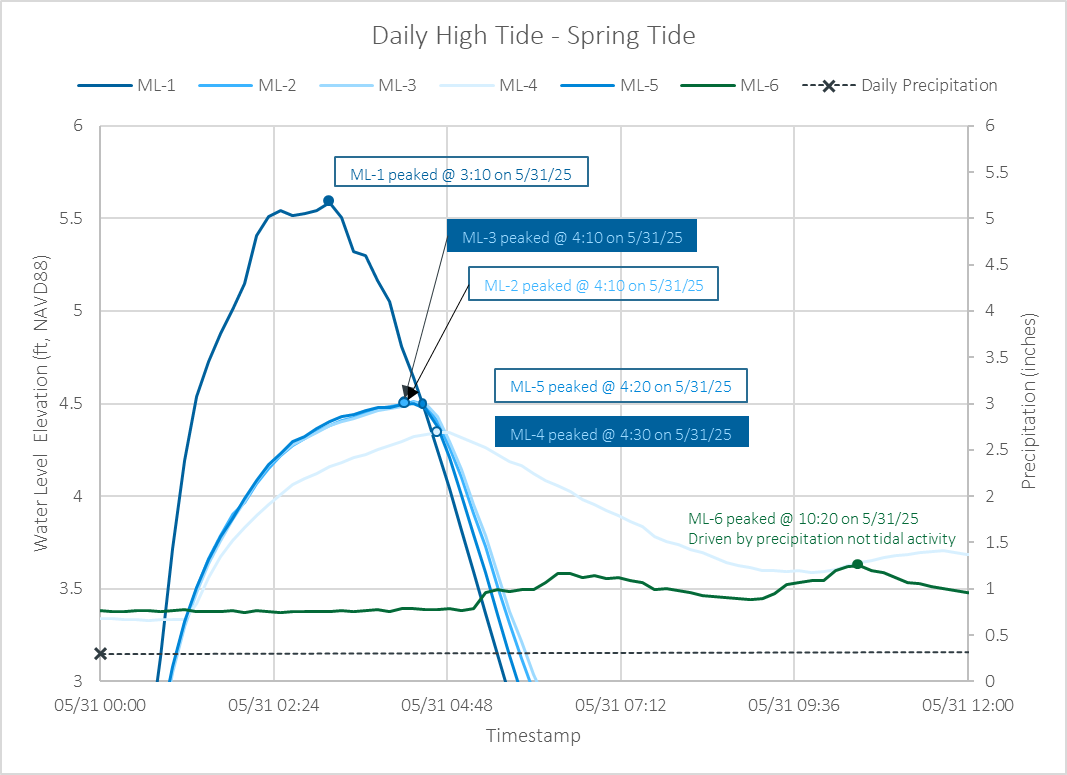 Daily High Tide - Spring Tide
ML-1 ML-2 ML-3 ML-4 ML-5 ML-6 Daily Precipitation
6
5.5
5
4.5
4
3.5
3
Water Level Elevation (ft, NAVD88)
ML-1 peaked @ 3:10 on 5/31/25
ML-3 peaked @ 4:10 on 5/31/25
ML-2 peaked @ 4:10 on 5/31/25
ML-5 peaked @ 4:20 on 5/31/25
ML-4 peaked @ 4:30 on 5/31/25
ML-6 peaked @ 10:20 on 5/31/25
Driven by precipitation not tidal activity
6
5.5
5
4.5
4
3.5
3
2.5
2
1.5
1
0.5
0
Precipitation (inches)
05/31 00:00 05/31 02:24 05/31 04:48 05/31 07:12 05/31 09:36 05/31 12:00
Timestamp